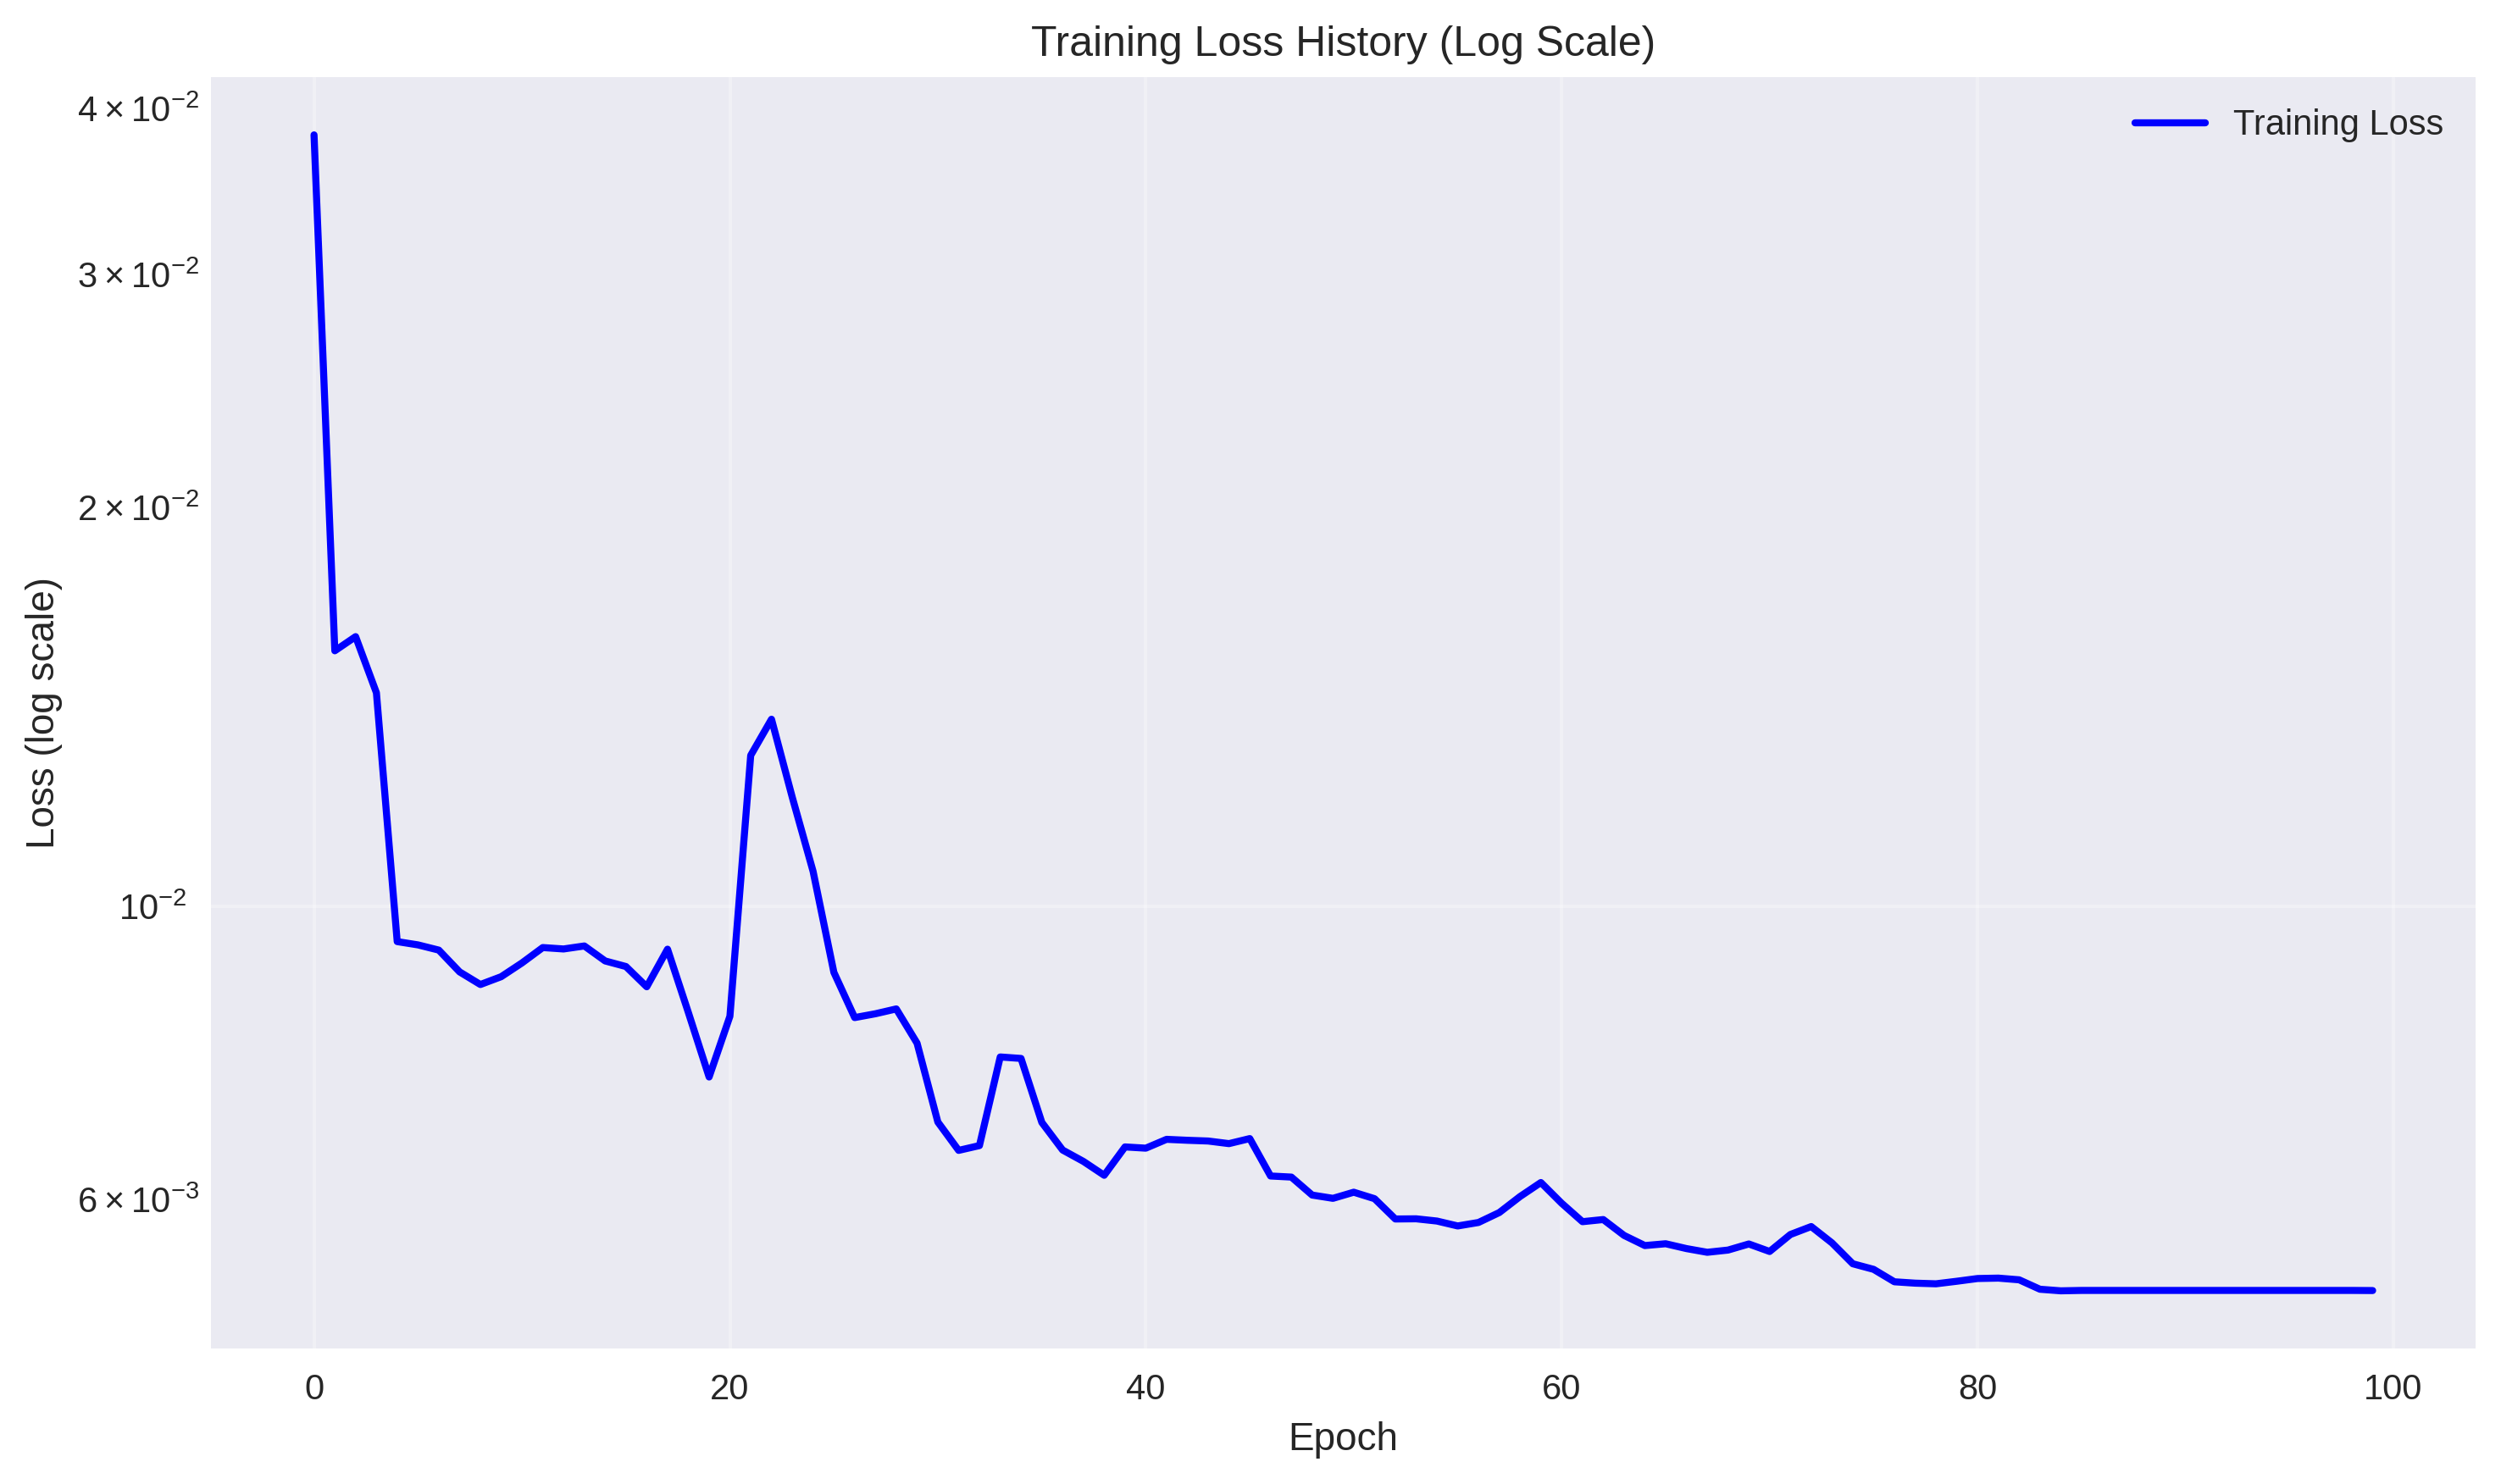 Training Loss History (Log Scale)
Training Loss
4 × 10⁻²
3 × 10⁻²
2 × 10⁻²
10⁻²
6 × 10⁻³
Loss (log scale)
0 20 40 60 80 100
Epoch